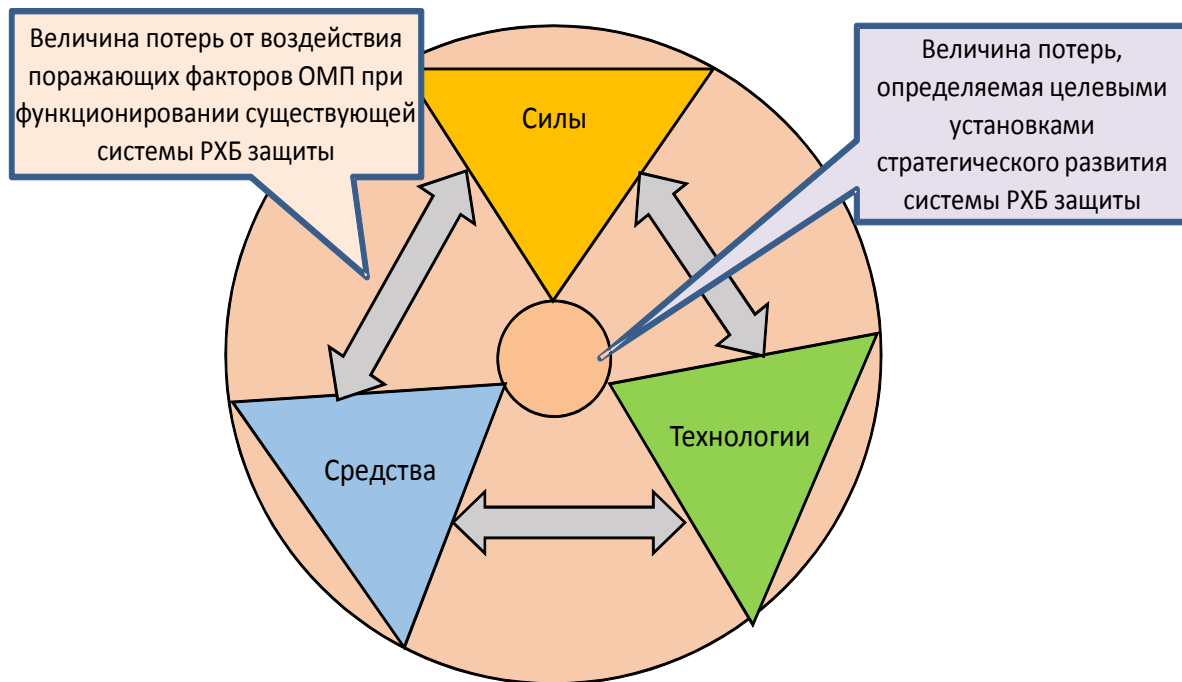 Величина потерь от воздействия
поражающих факторов ОМП при
функционировании существующей
системы РХБ защиты
Величина потерь,
определяемая целевыми
установками
стратегического развития
системы РХБ защиты
Силы
Технологии
Средства